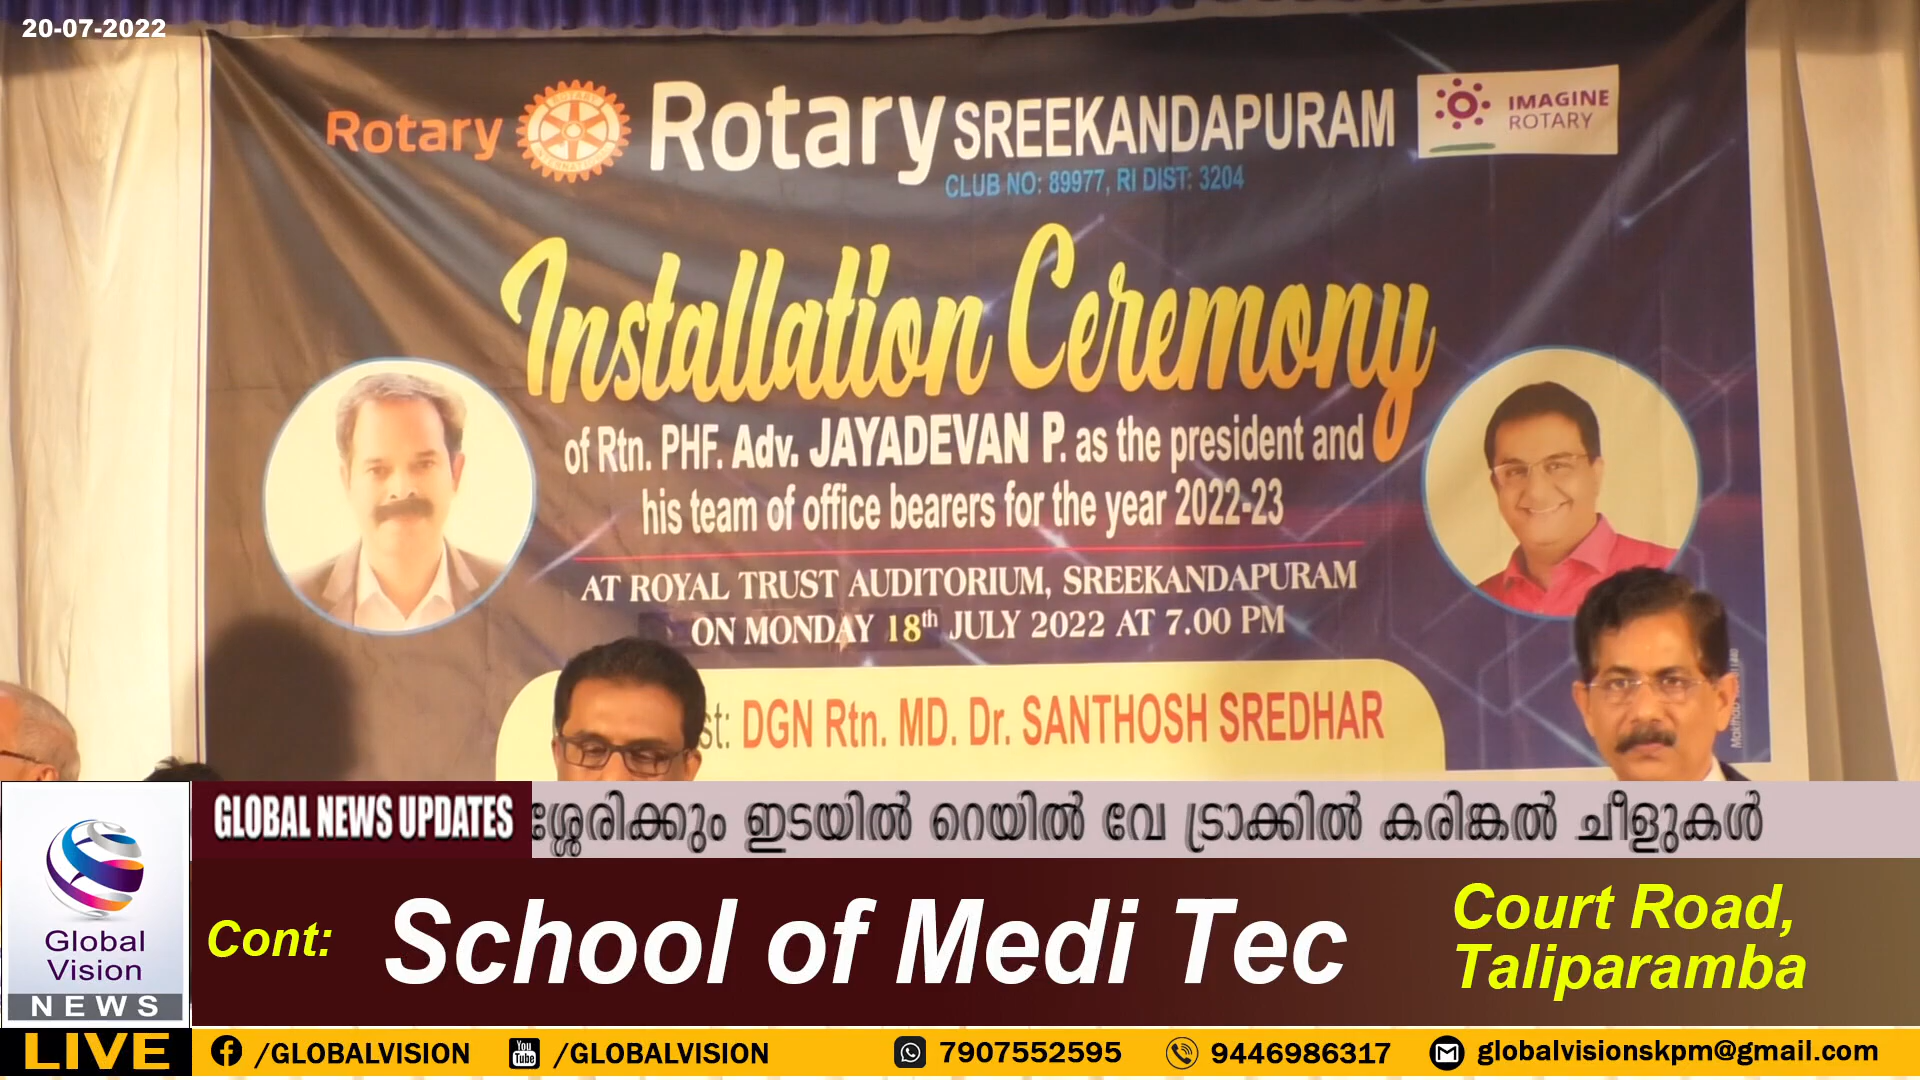 20-07-2022
Rotary
Rotary SREEKANDAPURAM
IMAGINE
ROTARY
CLUB NO: 89977, RI DIST: 3204
Installation Ceremony
of Rtn. PHF. Adv. JAYADEVAN P. as the president and
his team of office bearers for the year 2022-23
AT ROYAL TRUST AUDITORIUM, SREEKANDAPURAM
ON MONDAY 18th JULY 2022 AT 7.00 PM
DGN Rtn. MD. Dr. SANTHOSH SREDHAR
GLOBAL NEWS UPDATES
ശ്ശേരിക്കും ഇടയിൽ റെയിൽ വേ ട്രാക്കിൽ കരിങ്കൽ ചീളുകൾ
Global
Vision
NEWS
Cont: School of Medi Tec
Court Road,
Taliparamba
LIVE
/GLOBALVISION
You
Tube
/GLOBALVISION
7907552595
9446986317
globalvisionskpm@gmail.com